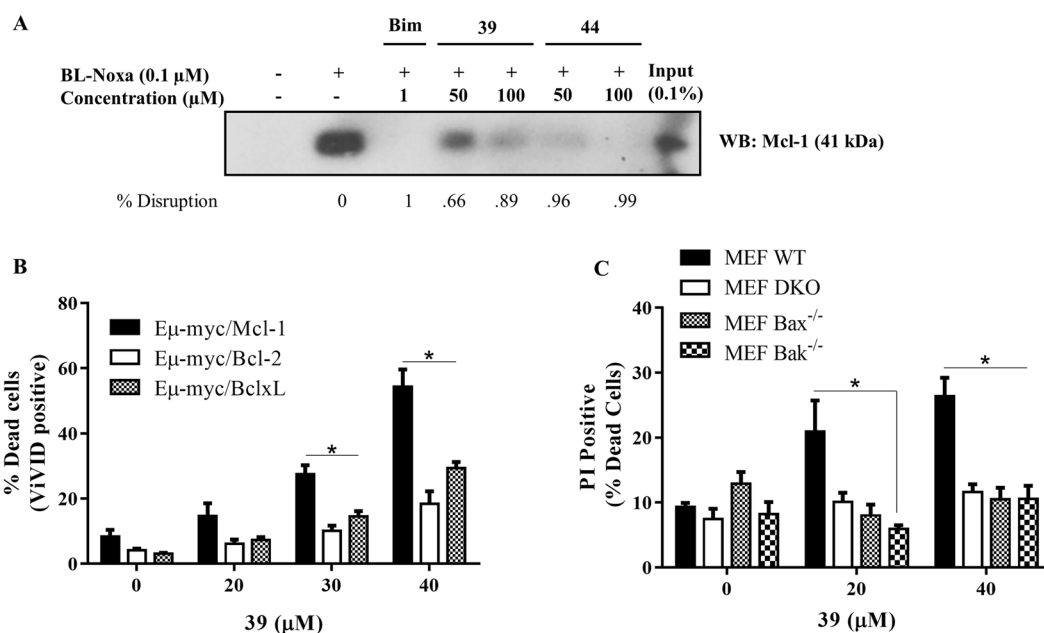 A
Bim 39 44
BL-Noxa (0.1 µM) - + + + + + + Input
Concentration (µM) - - 1 50 100 50 100 (0.1%)
WB: Mcl-1 (41 kDa)
% Disruption 0 1 .66 .89 .96 .99
B
% Dead cells
(ViVID positive)
80
60
40
20
0
Eµ-myc/Mcl-1
Eµ-myc/Bcl-2
Eµ-myc/BclxL
*
*
0 20 30 40
39 (µM)
C
MEF WT
MEF DKO
MEF Bax-/-
MEF Bak-/-
PI Positive
(% Dead Cells)
40
30
20
10
0
*
*
0 20 40
39 (µM)